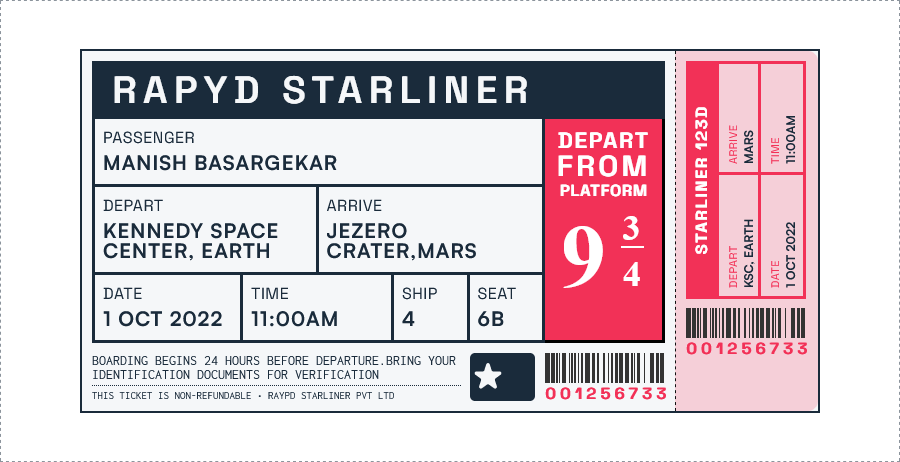 RAPYD STARLINER
PASSENGER
MANISH BASARGEKAR
DEPART
KENNEDY SPACE
CENTER, EARTH
ARRIVE
JEZERO
CRATER,MARS
DATE
1 OCT 2022
TIME
11:00AM
SHIP
4
SEAT
6B
DEPART
FROM
PLATFORM
9 3/4
BOARDING BEGINS 24 HOURS BEFORE DEPARTURE.BRING YOUR
IDENTIFICATION DOCUMENTS FOR VERIFICATION
THIS TICKET IS NON-REFUNDABLE · RAYPD STARLINER PVT LTD
001256733
STARLINER 123D
DEPART
KSC, EARTH
ARRIVE
MARS
DATE
1 OCT 2022
TIME
11:00AM
001256733